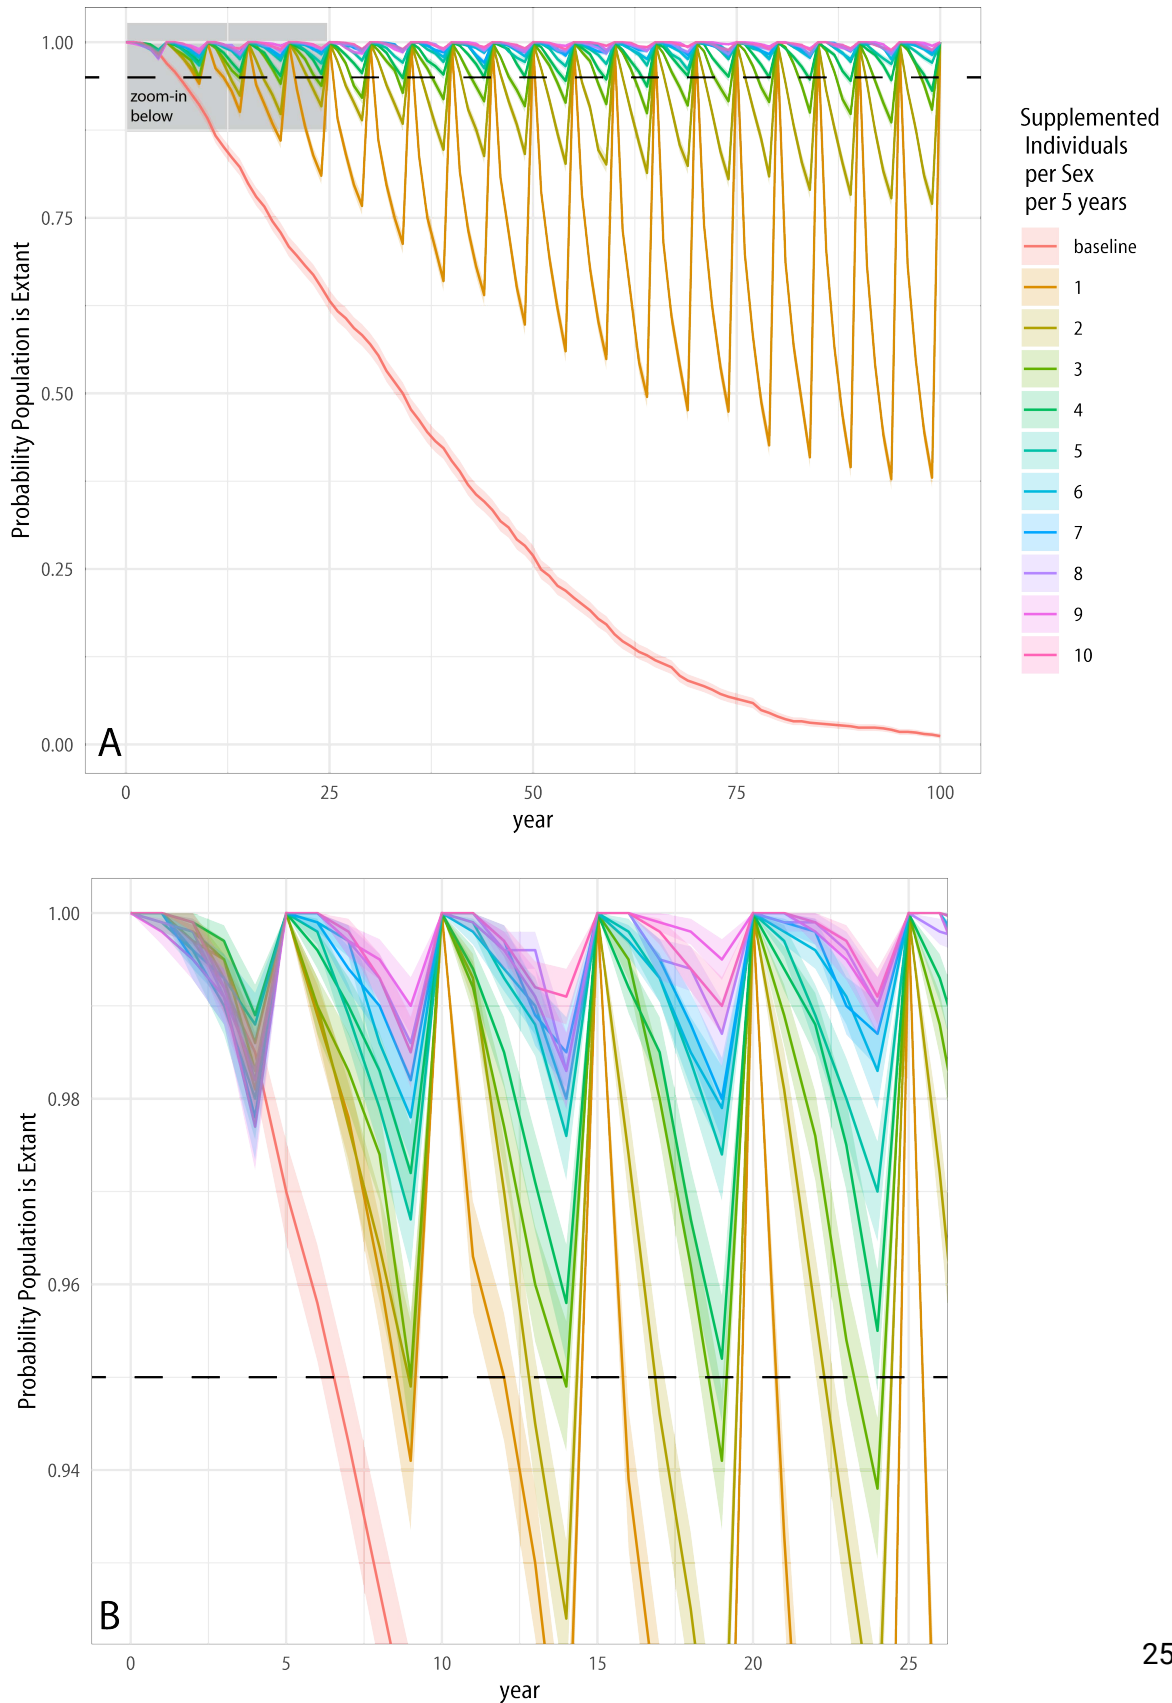 1.00
0.75
0.50
0.25
0.00
Probability Population is Extant
zoom-in
below
A
0
25
50
75
100
year
Supplemented
Individuals
per Sex
per 5 years
baseline
1
2
3
4
5
6
7
8
9
10
1.00
0.98
0.96
0.94
Probability Population is Extant
B
0
5
10
15
20
25
year
25